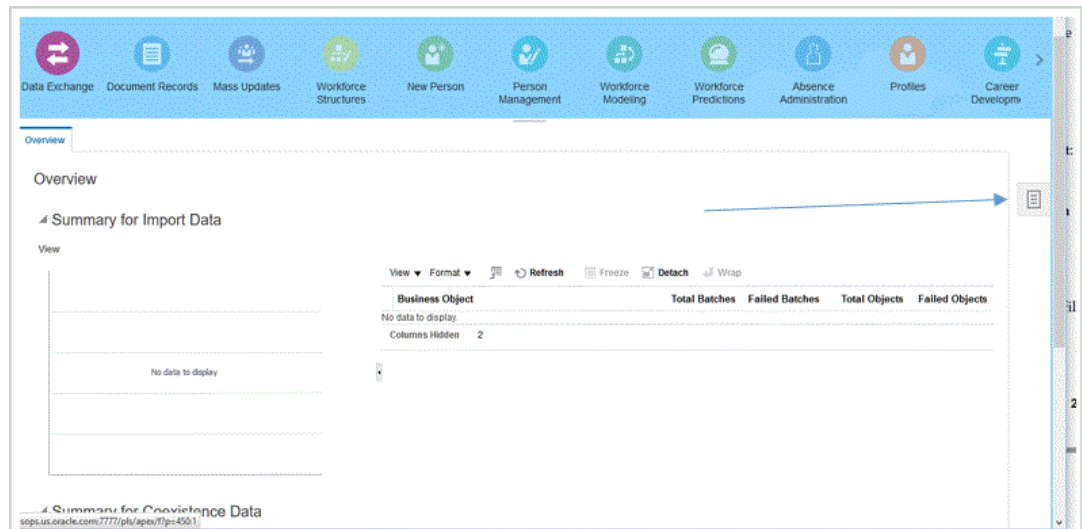 Data Exchange Document Records Mass Updates Workforce Structures New Person Person Management Workforce Modeling Workforce Predictions Absence Administration Profiles Career Developm
Overview
Overview
Summary for Import Data
View
View Format Refresh Freeze Detach Wrap
Business Object Total Batches Failed Batches Total Objects Failed Objects
No data to display.
Columns Hidden 2
No data to display
Summary for Coexistence Data
sops.us.oracle.com:7777/pls/apex/f?p=450:1